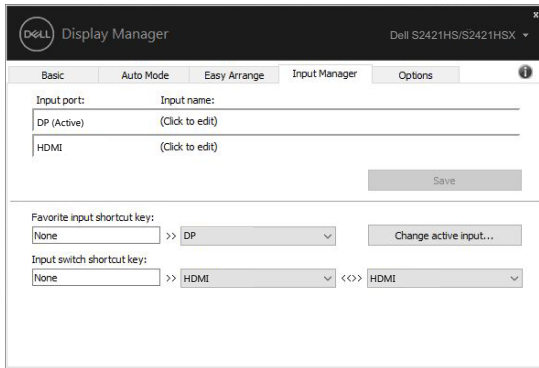 x
DELL Display Manager Dell S2421HS/S2421HSX
Basic Auto Mode Easy Arrange Input Manager Options i
Input port: Input name:
DP (Active) (Click to edit)
HDMI (Click to edit)
Save
Favorite input shortcut key:
None >> DP Change active input...
Input switch shortcut key:
None >> HDMI <<>> HDMI